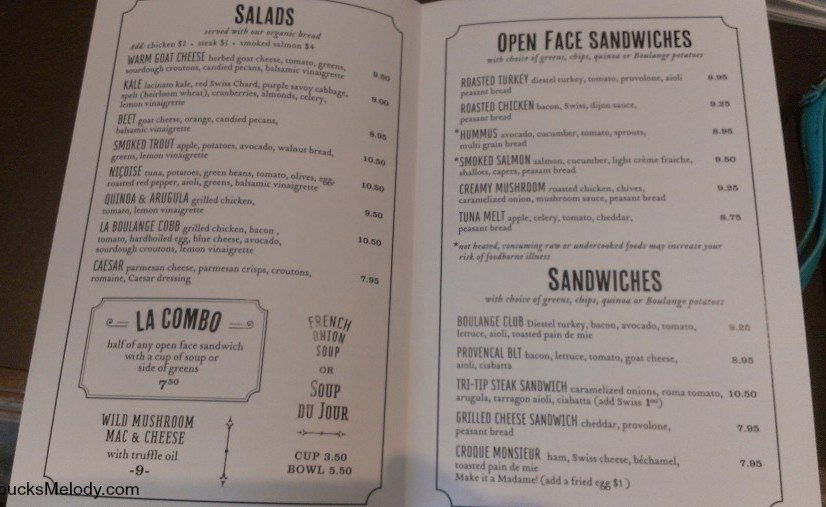 SALADS
served with our organic bread
Add: chicken $2 • steak $3 • smoked salmon $4
WARM GOAT CHEESE herbed goat cheese, tomato, greens,
sourdough croutons, candied pecans, balsamic vinaigrette 9.50
KALE lacinato kale, red Swiss Chard, purple savoy cabbage,
spelt (heirloom wheat), cranberries, almonds, celery, 9.00
lemon vinaigrette
BEET goat cheese, orange, candied pecans,
balsamic vinaigrette 8.95
SMOKED TROUT apple, potatoes, avocado, walnut bread,
greens, lemon vinaigrette 10.50
NIÇOISE tuna, potatoes, green beans, tomato, olives, egg,
roasted red pepper, aioli, greens, balsamic vinaigrette 10.50
QUINOA & ARUGULA grilled chicken,
tomato, lemon vinaigrette 9.50
LA BOULANGE COBB grilled chicken, bacon ,
tomato, hardboiled egg, blue cheese, avocado, 10.50
sourdough croutons, lemon vinaigrette
CAESAR parmesan cheese, parmesan crisps, croutons,
romaine, Caesar dressing 7.95
LA COMBO
half of any open face sandwich
with a cup of soup or
side of greens
7 50
WILD MUSHROOM
MAC & CHEESE
with truffle oil
-9-
FRENCH
ONION
SOUP
OR
SOUP
DU JOUR
CUP 3.50
BOWL 5.50
OPEN FACE SANDWICHES
with choice of greens, chips, quinoa or Boulange potatoes
ROASTED TURKEY diestel turkey, tomato, provolone, aioli 8.95
peasant bread
ROASTED CHICKEN bacon, Swiss, dijon sauce, 9.25
peasant bread
*HUMMUS avocado, cucumber, tomato, sprouts, 8.95
multi grain bread
*SMOKED SALMON salmon, cucumber, light crème fraiche, 9.50
shallots, capers, peasant bread
CREAMY MUSHROOM roasted chicken, chives, 9.25
caramelized onion, mushroom sauce, peasant bread
TUNA MELT apple, celery, tomato, cheddar, 8.75
peasant bread
*not heated, consuming raw or undercooked foods may increase your
risk of foodborne illness
SANDWICHES
with choice of greens, chips, quinoa or Boulange potatoes
BOULANGE CLUB Diestel turkey, bacon, avocado, tomato, 9.25
lettuce, aioli, toasted pain de mie
PROVENCAL BLT bacon, lettuce, tomato, goat cheese, 8.95
aioli, ciabatta
TRI-TIP STEAK SANDWICH caramelized onions, roma tomato, 10.50
arugula, tarragon aioli, ciabatta (add Swiss 1.00)
GRILLED CHEESE SANDWICH cheddar, provolone, 7.95
peasant bread
CROQUE MONSIEUR ham, Swiss cheese, béchamel, 7.95
toasted pain de mie
Make it a Madame! (add a fried egg $1 )
bucksMelody.com